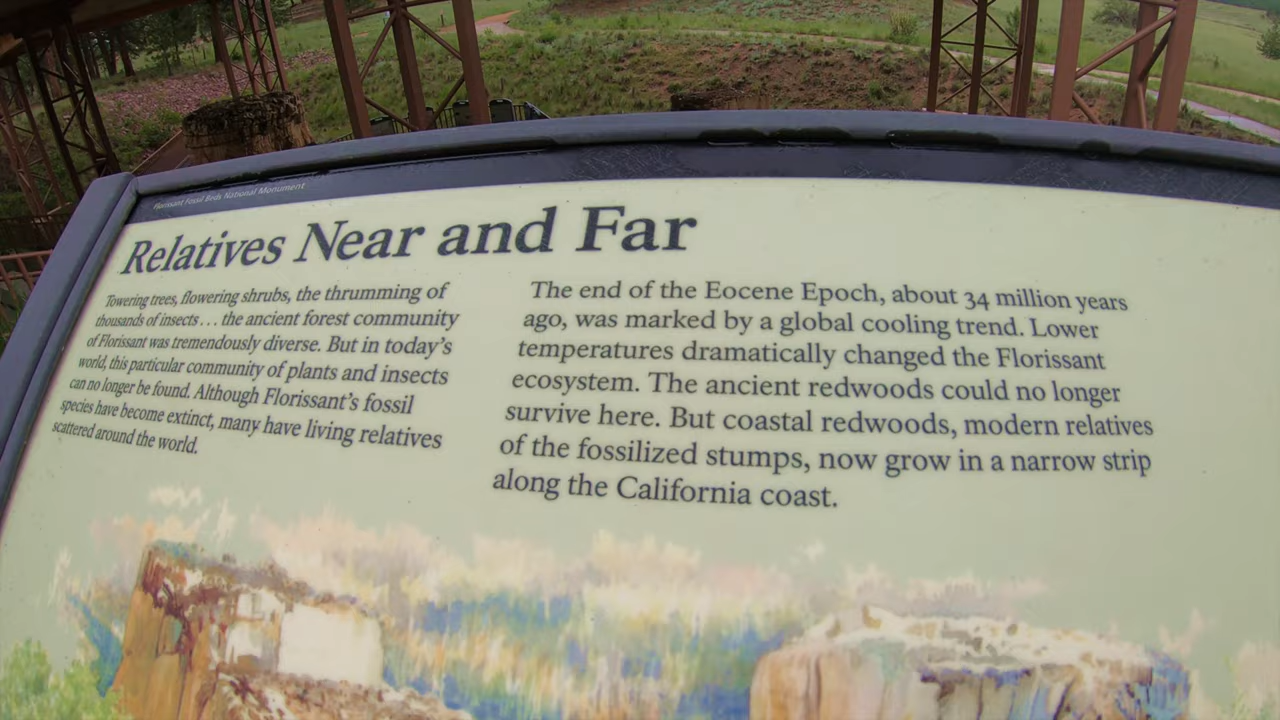 Florissant Fossil Beds National Monument
Relatives Near and Far
Towering trees, flowering shrubs, the thrumming of
thousands of insects . . . the ancient forest community
of Florissant was tremendously diverse. But in today's
world, this particular community of plants and insects
can no longer be found. Although Florissant's fossil
species have become extinct, many have living relatives
scattered around the world.
The end of the Eocene Epoch, about 34 million years
ago, was marked by a global cooling trend. Lower
temperatures dramatically changed the Florissant
ecosystem. The ancient redwoods could no longer
survive here. But coastal redwoods, modern relatives
of the fossilized stumps, now grow in a narrow strip
along the California coast.